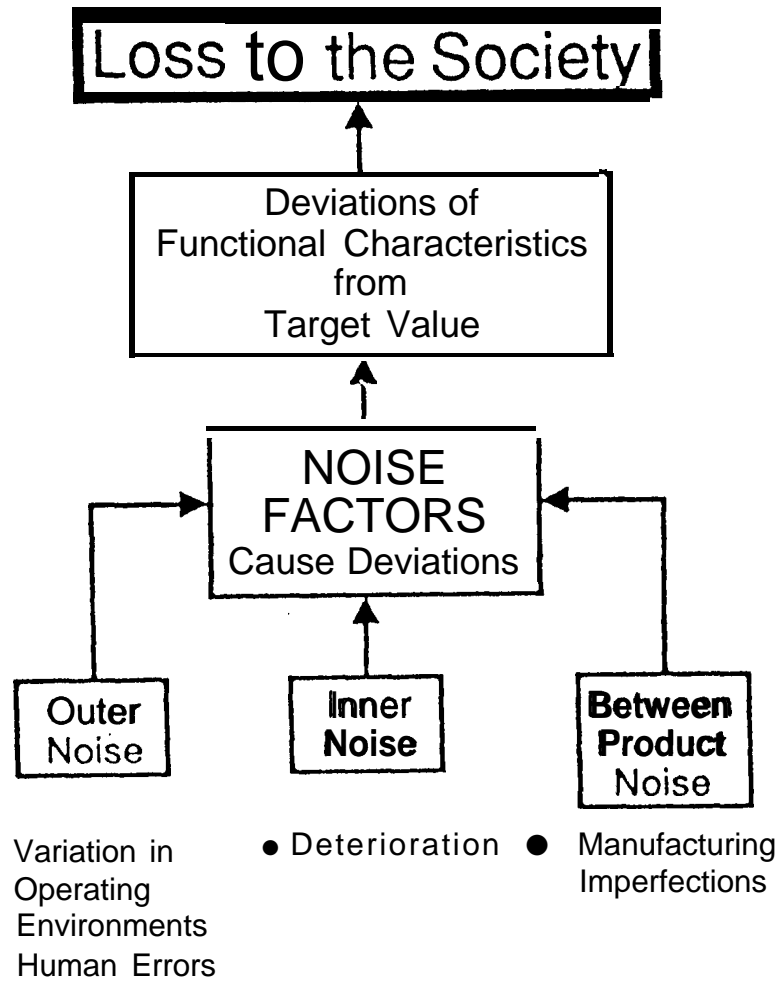 Loss to the Society
Deviations of
Functional Characteristics
from
Target Value
NOISE
FACTORS
Cause Deviations
Outer
Noise
Inner
Noise
Between
Product
Noise
Variation in
Operating
Environments
Human Errors
• Deterioration
• Manufacturing
Imperfections